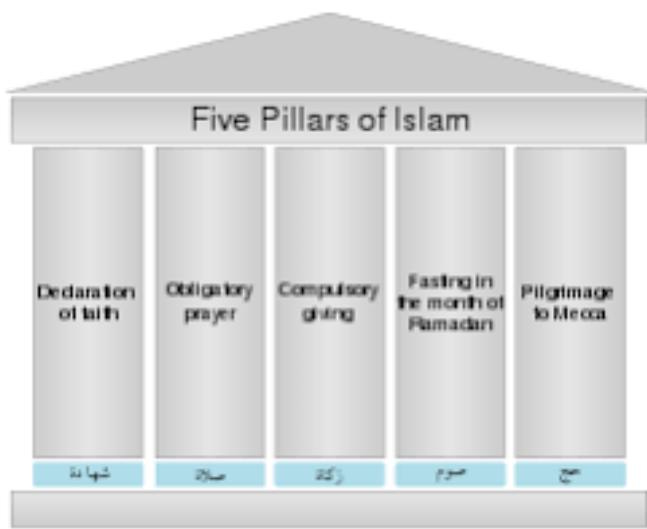 Five Pillars of Islam
Declaration
of faith
Obligatory
prayer
Compulsory
giving
Fasting in
the month of
Ramadan
Pilgrimage
to Mecca
شهادة
صلاة
زكاة
صوم
حج